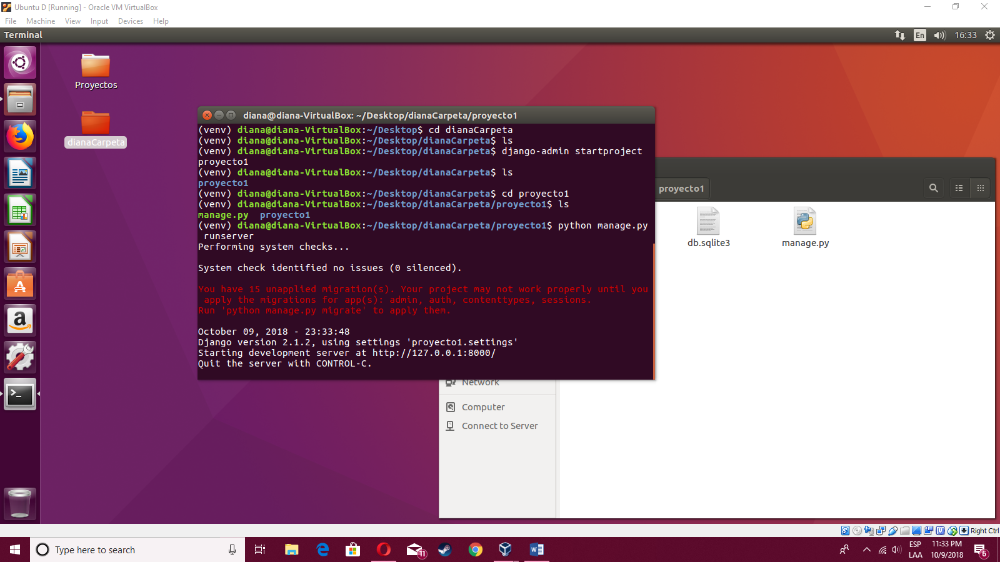 Ubuntu D [Running] - Oracle VM VirtualBox
File Machine View Input Devices Help
Terminal
En
16:33
Proyectos
dianaCarpeta
diana@diana-VirtualBox: ~/Desktop/dianaCarpeta/proyecto1
(venv) diana@diana-VirtualBox:~/Desktop$ cd dianaCarpeta
(venv) diana@diana-VirtualBox:~/Desktop/dianaCarpeta$ ls
(venv) diana@diana-VirtualBox:~/Desktop/dianaCarpeta$ django-admin startproject
proyecto1
(venv) diana@diana-VirtualBox:~/Desktop/dianaCarpeta$ ls
proyecto1
(venv) diana@diana-VirtualBox:~/Desktop/dianaCarpeta$ cd proyecto1
(venv) diana@diana-VirtualBox:~/Desktop/dianaCarpeta/proyecto1$ ls
manage.py  proyecto1
(venv) diana@diana-VirtualBox:~/Desktop/dianaCarpeta/proyecto1$ python manage.py
 runserver
Performing system checks...
System check identified no issues (0 silenced).
You have 15 unapplied migration(s). Your project may not work properly until you
 apply the migrations for app(s): admin, auth, contenttypes, sessions.
Run 'python manage.py migrate' to apply them.
October 09, 2018 - 23:33:48
Django version 2.1.2, using settings 'proyecto1.settings'
Starting development server at http://127.0.0.1:8000/
Quit the server with CONTROL-C.
proyecto1
db.sqlite3
manage.py
Network
Computer
Connect to Server
Right Ctrl
Type here to search
11
ESP
LAA
11:33 PM
10/9/2018
6